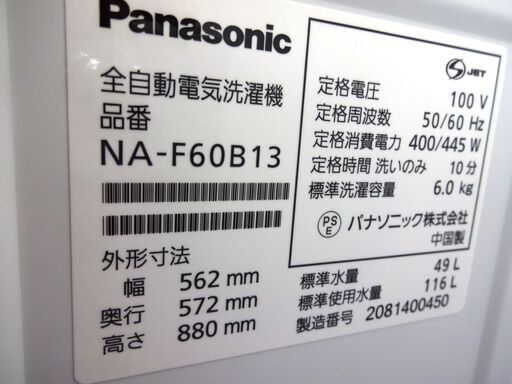 Panasonic
全自動電気洗濯機
品番
NA-F60B13
外形寸法
幅 562 mm
奥行 572 mm
高さ 880 mm
S JET
定格電圧 100 V
定格周波数 50/60 Hz
定格消費電力 400/445 W
定格時間 洗いのみ 10 分
標準洗濯容量 6.0 kg
PSE パナソニック株式会社
中国製
標準水量 49 L
標準使用水量 116 L
製造番号 2081400450